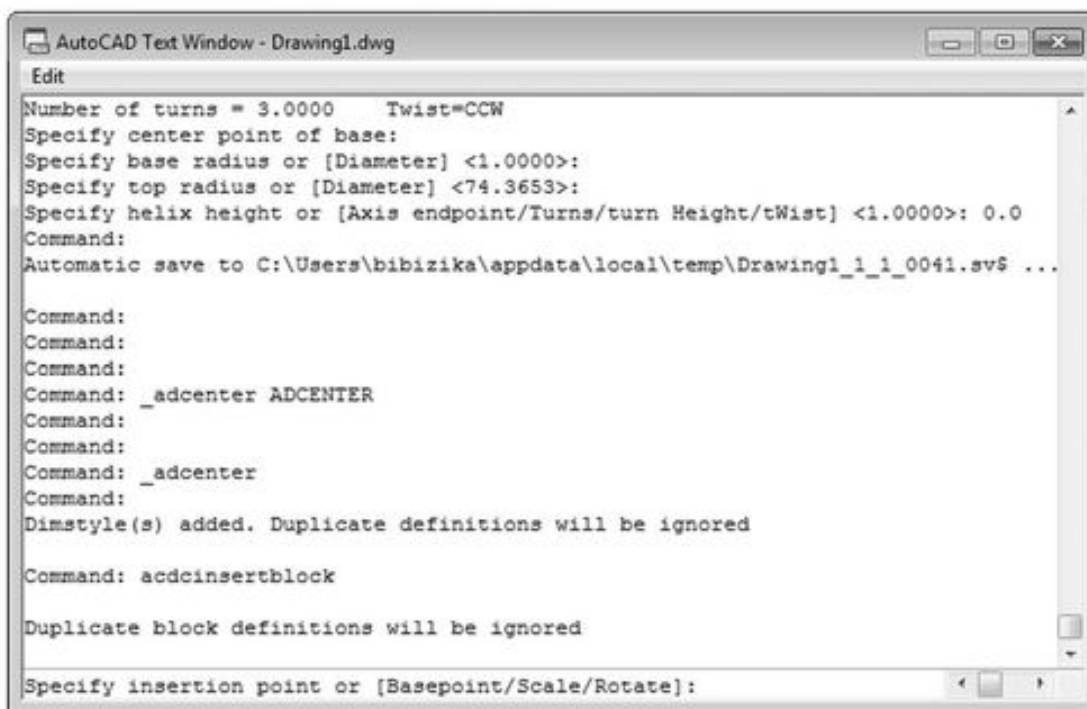 AutoCAD Text Window - Drawing1.dwg
Edit
Number of turns = 3.0000    Twist=CCW
Specify center point of base:
Specify base radius or [Diameter] <1.0000>:
Specify top radius or [Diameter] <74.3653>:
Specify helix height or [Axis endpoint/Turns/turn Height/tWist] <1.0000>: 0.0
Command:
Automatic save to C:\Users\bibizika\appdata\local\temp\Drawing1_1_1_0041.sv$ ...
Command:
Command:
Command:
Command: _adcenter ADCENTER
Command:
Command:
Command: _adcenter
Command:
Dimstyle(s) added. Duplicate definitions will be ignored
Command: acdcinsertblock
Duplicate block definitions will be ignored
Specify insertion point or [Basepoint/Scale/Rotate]: